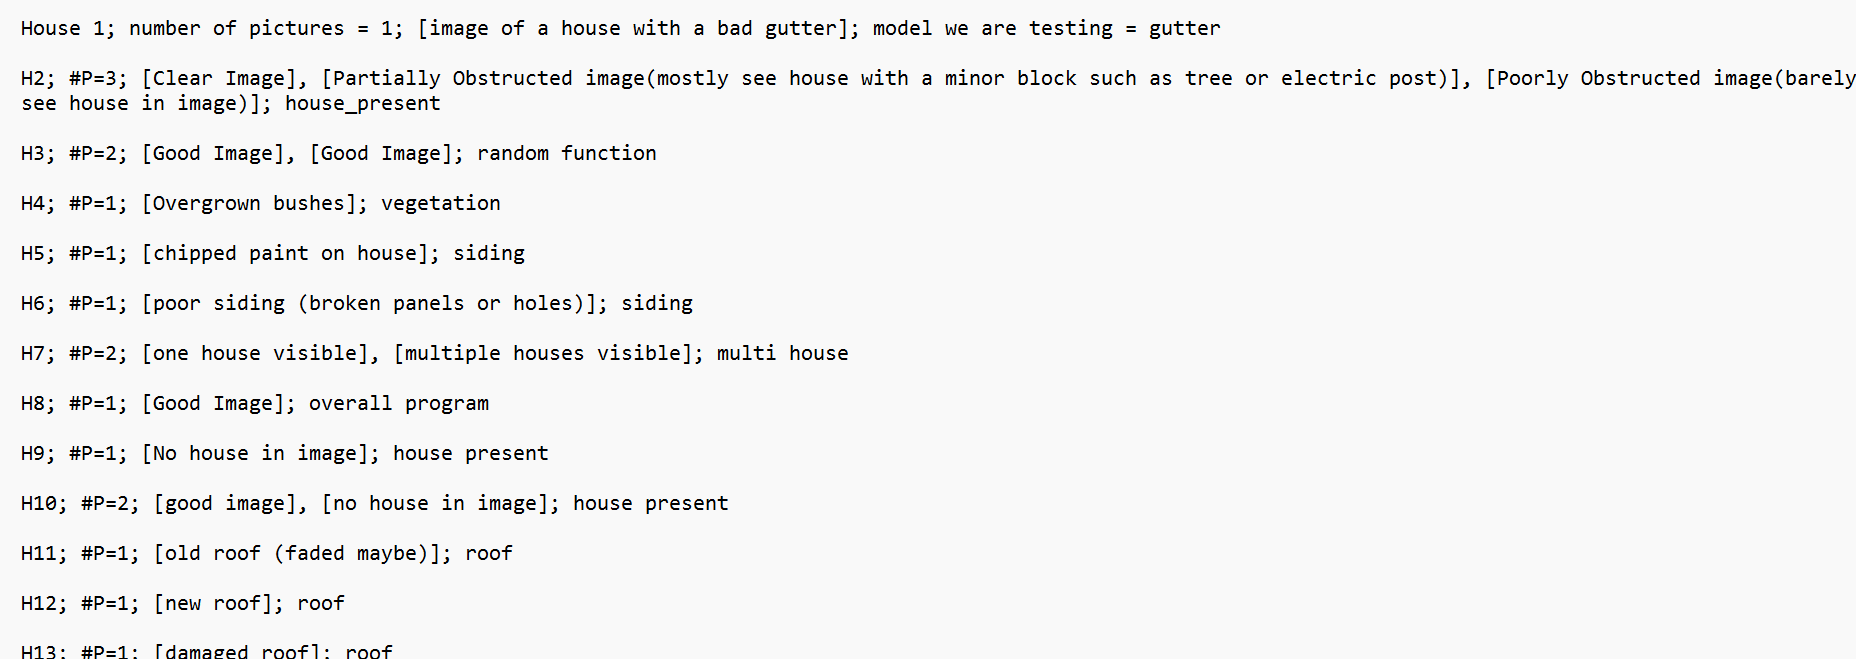 House 1; number of pictures = 1; [image of a house with a bad gutter]; model we are testing = gutter
H2; #P=3; [Clear Image], [Partially Obstructed image(mostly see house with a minor block such as tree or electric post)], [Poorly Obstructed image(barely
see house in image)]; house_present
H3; #P=2; [Good Image], [Good Image]; random function
H4; #P=1; [Overgrown bushes]; vegetation
H5; #P=1; [chipped paint on house]; siding
H6; #P=1; [poor siding (broken panels or holes)]; siding
H7; #P=2; [one house visible], [multiple houses visible]; multi house
H8; #P=1; [Good Image]; overall program
H9; #P=1; [No house in image]; house present
H10; #P=2; [good image], [no house in image]; house present
H11; #P=1; [old roof (faded maybe)]; roof
H12; #P=1; [new roof]; roof
H13; #P=1; [damaged roof]; roof